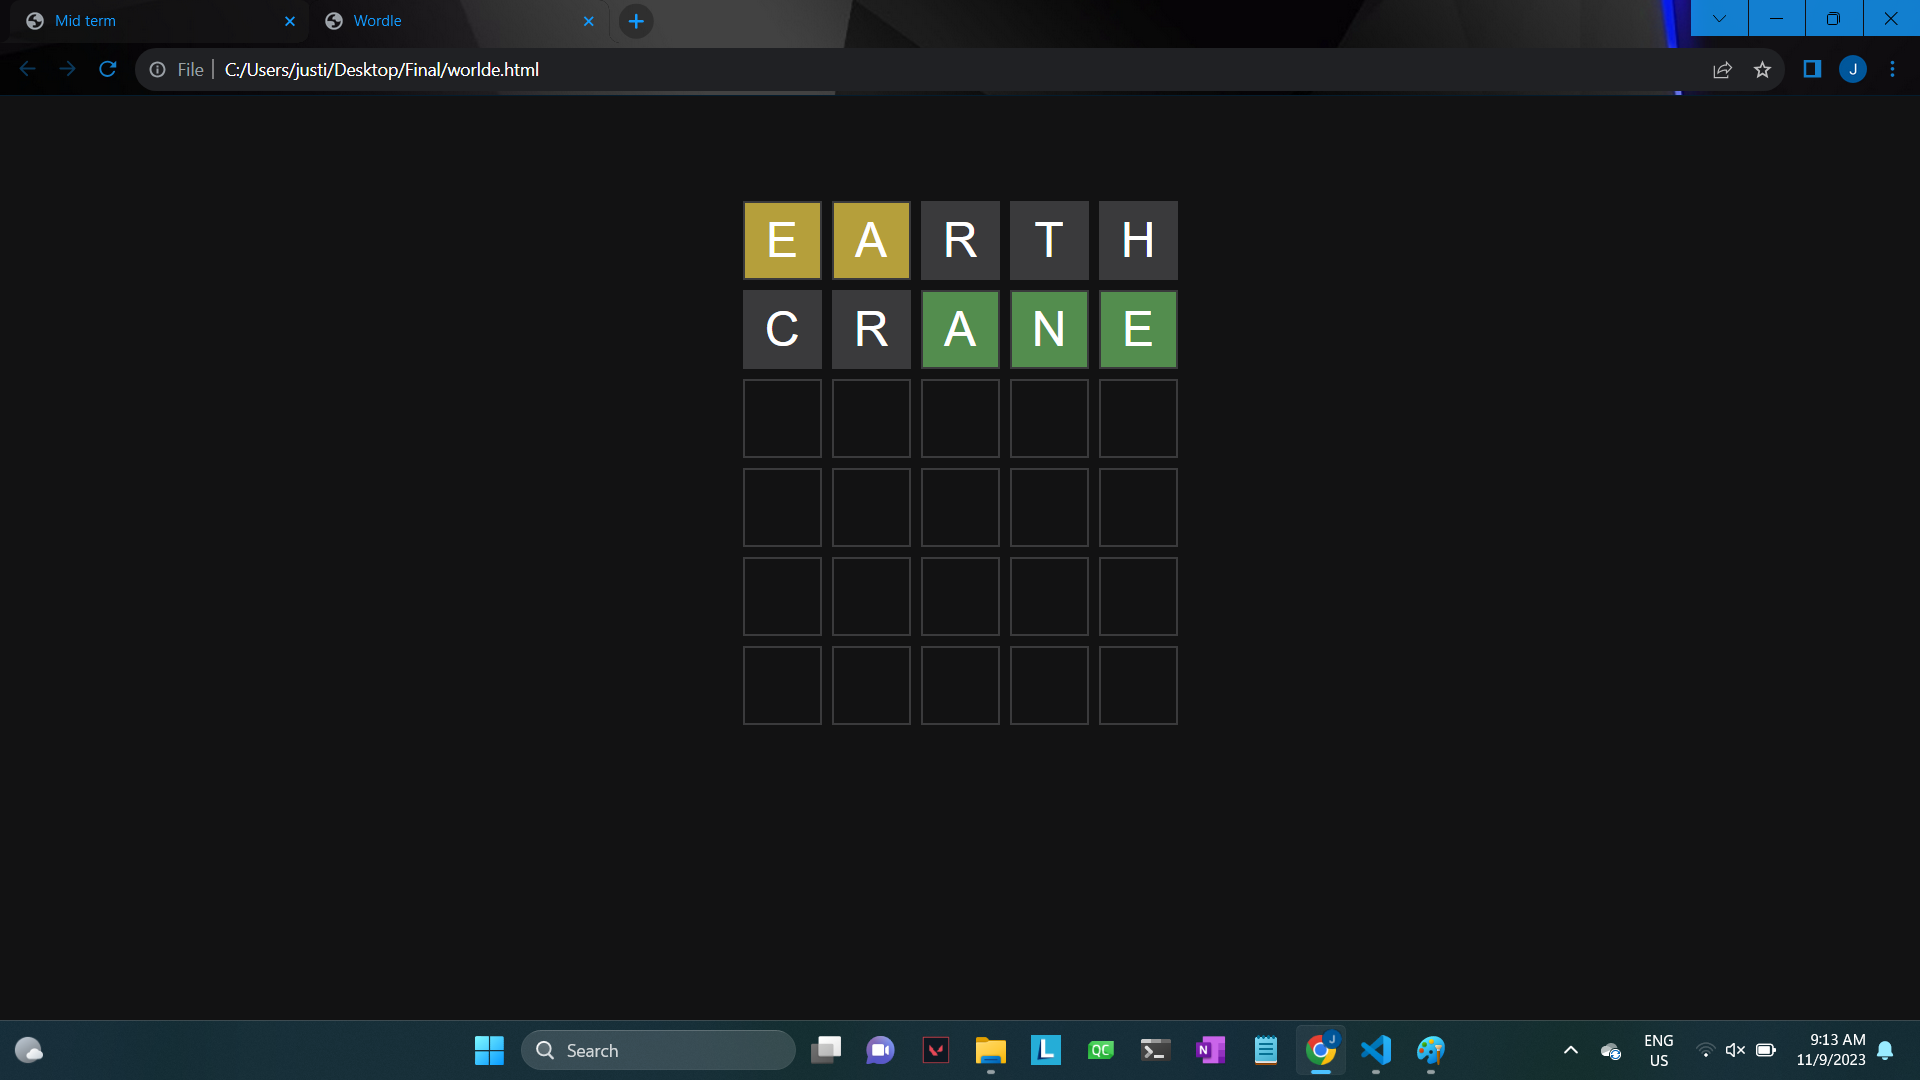 Mid term
Wordle
File
C:/Users/justi/Desktop/Final/worlde.html
J
E A R T H
C R A N E
Search
L
QC
N
J
ENG
US
9:13 AM
11/9/2023